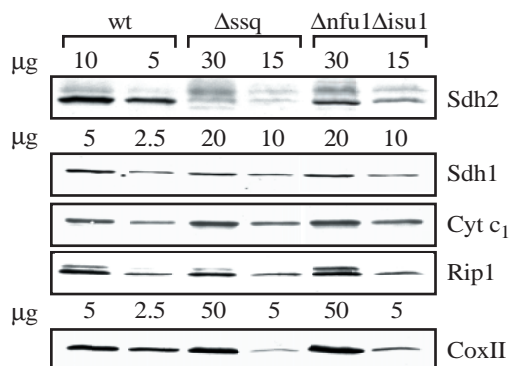 wt Δssq Δnfu1Δisu1
μg 10 5 30 15 30 15
Sdh2
μg 5 2.5 20 10 20 10
Sdh1
Cyt c1
Rip1
μg 5 2.5 50 5 50 5
CoxII